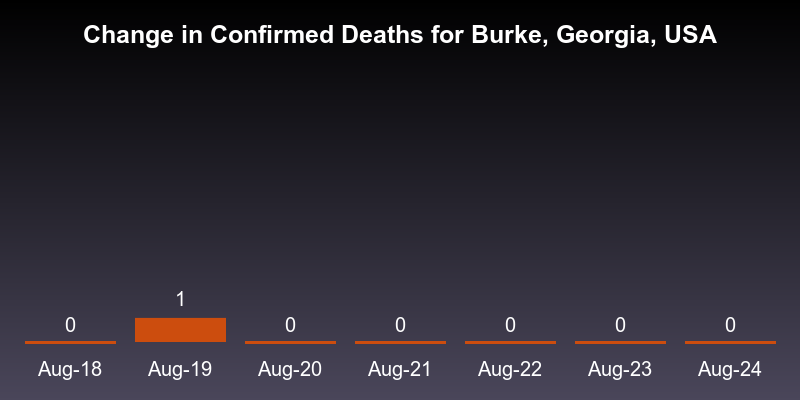 Change in Confirmed Deaths for Burke, Georgia, USA
0 1 0 0 0 0 0
Aug-18 Aug-19 Aug-20 Aug-21 Aug-22 Aug-23 Aug-24